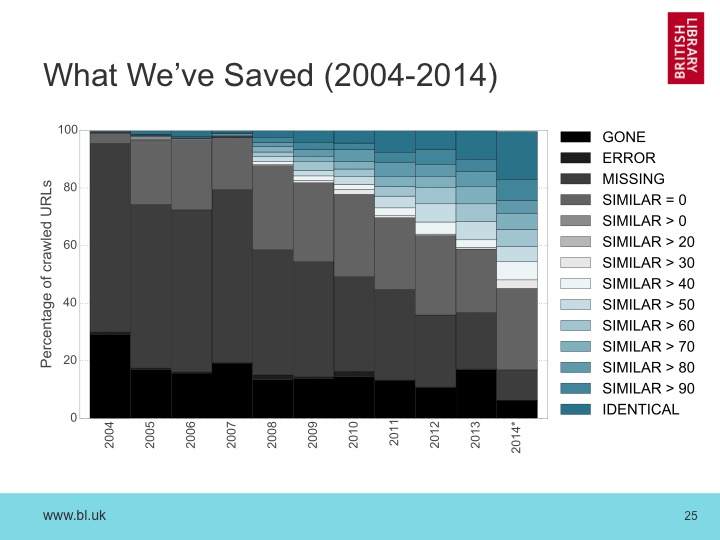 LIBRARY
HSITISH
BRITISH
What We've Saved (2004-2014)
Percentage of crawled URLs
100
80
60
40
20
0
2004
2005
2006
2007
2008
2009
2010
2011
2012
2013
2014*
GONE
ERROR
MISSING
SIMILAR = 0
SIMILAR > 0
SIMILAR > 20
SIMILAR > 30
SIMILAR > 40
SIMILAR > 50
SIMILAR > 60
SIMILAR > 70
SIMILAR > 80
SIMILAR > 90
IDENTICAL
www.bl.uk
25